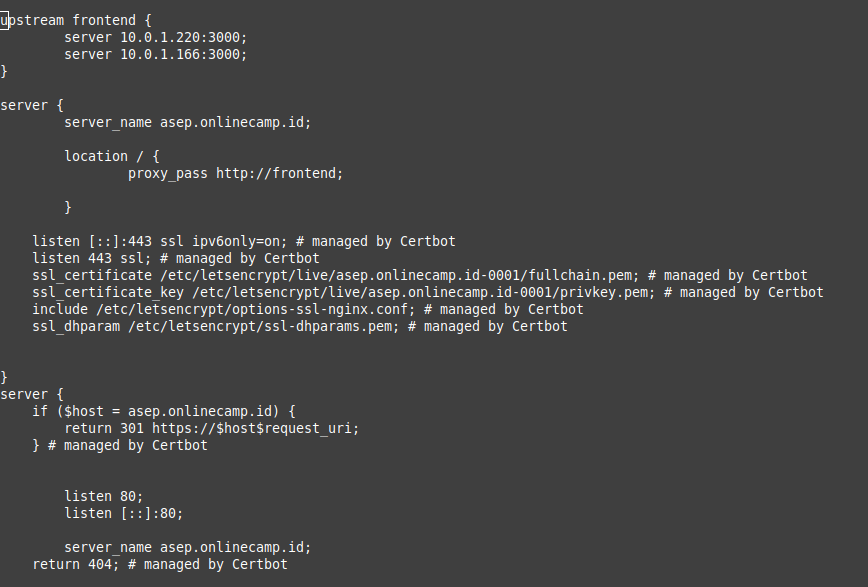 upstream frontend {
        server 10.0.1.220:3000;
        server 10.0.1.166:3000;
}

server {
        server_name asep.onlinecamp.id;

        location / {
                proxy_pass http://frontend;

        }

    listen [::]:443 ssl ipv6only=on; # managed by Certbot
    listen 443 ssl; # managed by Certbot
    ssl_certificate /etc/letsencrypt/live/asep.onlinecamp.id-0001/fullchain.pem; # managed by Certbot
    ssl_certificate_key /etc/letsencrypt/live/asep.onlinecamp.id-0001/privkey.pem; # managed by Certbot
    include /etc/letsencrypt/options-ssl-nginx.conf; # managed by Certbot
    ssl_dhparam /etc/letsencrypt/ssl-dhparams.pem; # managed by Certbot


}
server {
    if ($host = asep.onlinecamp.id) {
        return 301 https://$host$request_uri;
    } # managed by Certbot


        listen 80;
        listen [::]:80;

        server_name asep.onlinecamp.id;
    return 404; # managed by Certbot